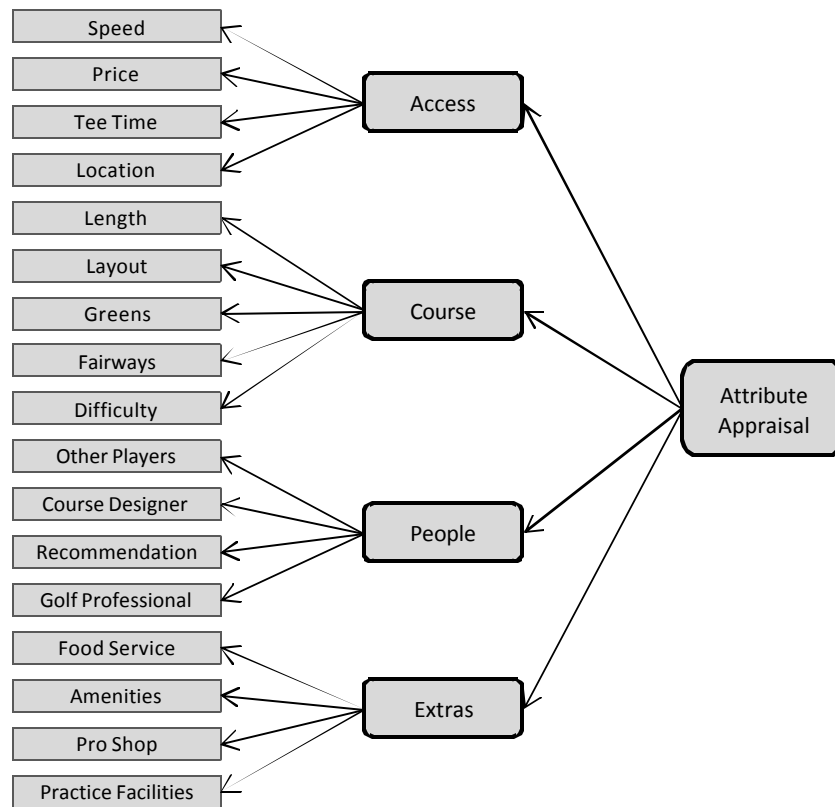 Speed
Price
Tee Time
Location
Length
Layout
Greens
Fairways
Difficulty
Other Players
Course Designer
Recommendation
Golf Professional
Food Service
Amenities
Pro Shop
Practice Facilities
Access
Course
People
Extras
Attribute
Appraisal